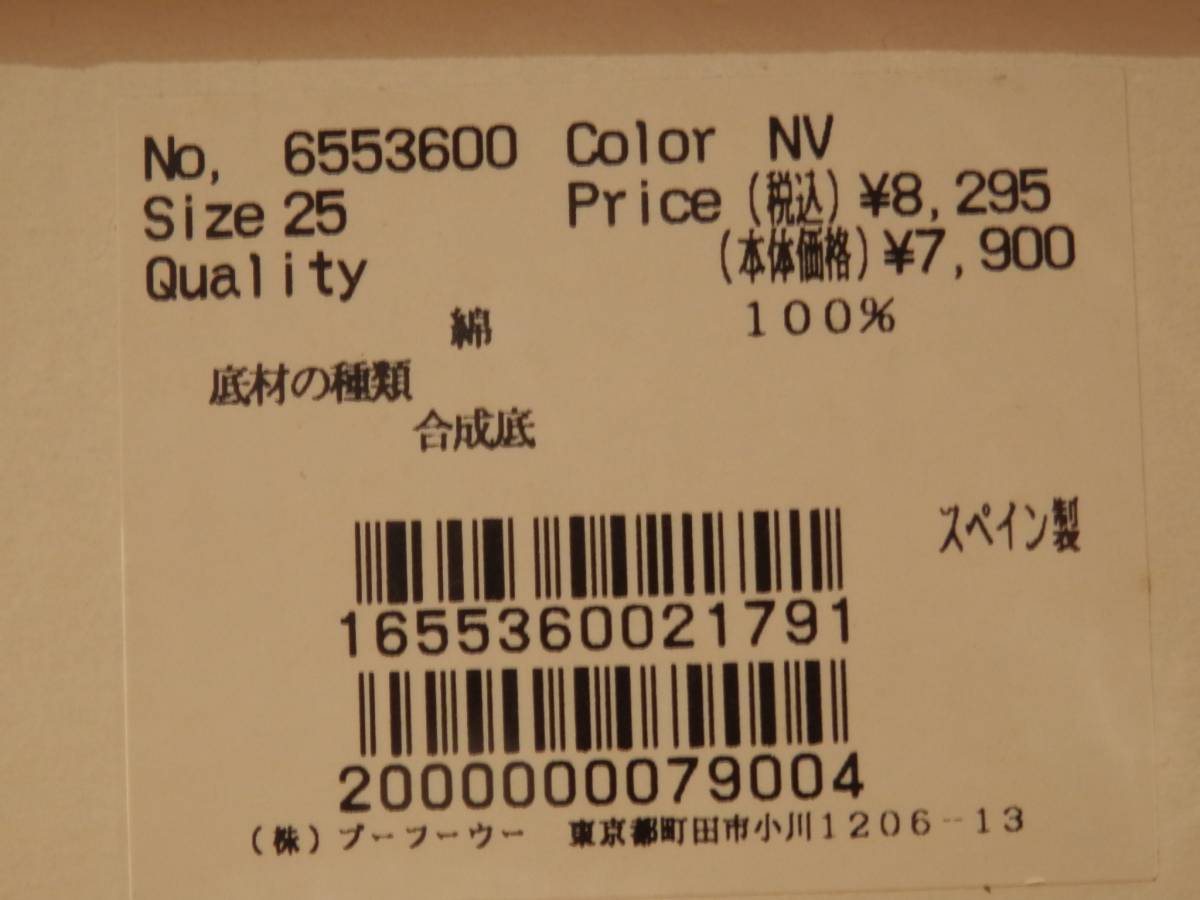 No, 6553600 Color NV
Size 25 Price (税込) ¥8,295
Quality (本体価格) ¥7,900
綿 100%
底材の種類
合成底
スペイン製
1655360021791
2000000079004
(株)ブーフーウー 東京都町田市小川1206-13